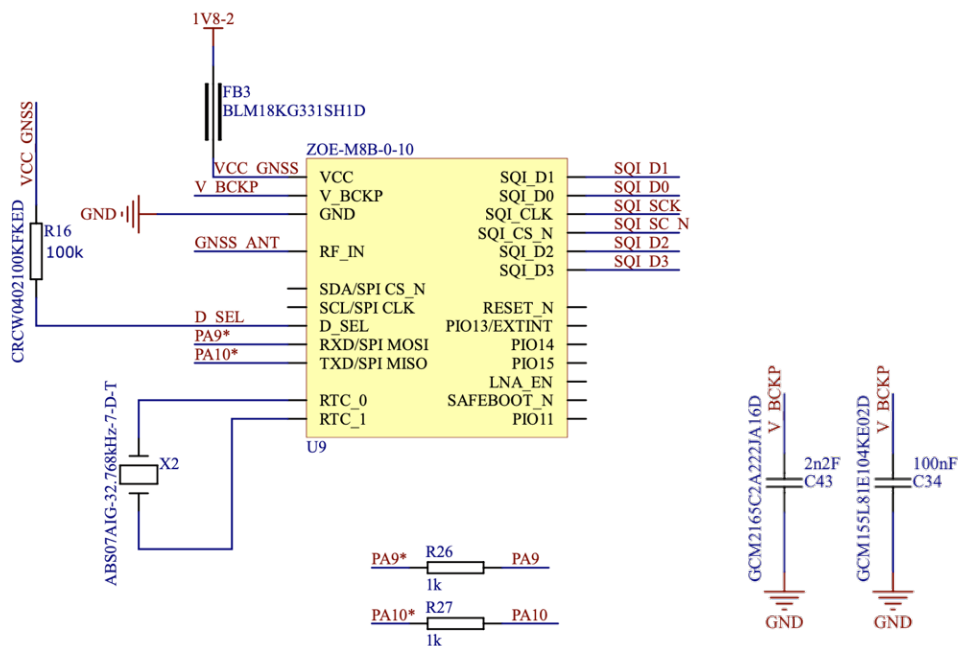 1V8-2
FB3
BLM18KG331SH1D
ZOE-M8B-0-10
VCC_GNSS
VCC_GNSS
V_BCKP
GND
GNSS_ANT
R16
100k
CRCW0402100KFKED
D_SEL
PA9*
PA10*
VCC
V_BCKP
GND
RF_IN
SDA/SPI CS_N
SCL/SPI CLK
D_SEL
RXD/SPI MOSI
TXD/SPI MISO
RTC_0
RTC_1
SQI_D1
SQI_D0
SQI_CLK
SQI_CS_N
SQI_D2
SQI_D3
RESET_N
PIO13/EXTINT
PIO14
PIO15
LNA_EN
SAFEBOOT_N
PIO11
SQI_D1
SQI_D0
SQI_SCK
SQI_SC_N
SQI_D2
SQI_D3
U9
X2
ABS07AIG-32.768kHz-7-D-T
PA9*
R26
1k
PA9
PA10*
R27
1k
PA10
V_BCKP
GCM2165C2A222JA16D
2n2F
C43
GND
V_BCKP
GCM155L81E104KE02D
100nF
C34
GND